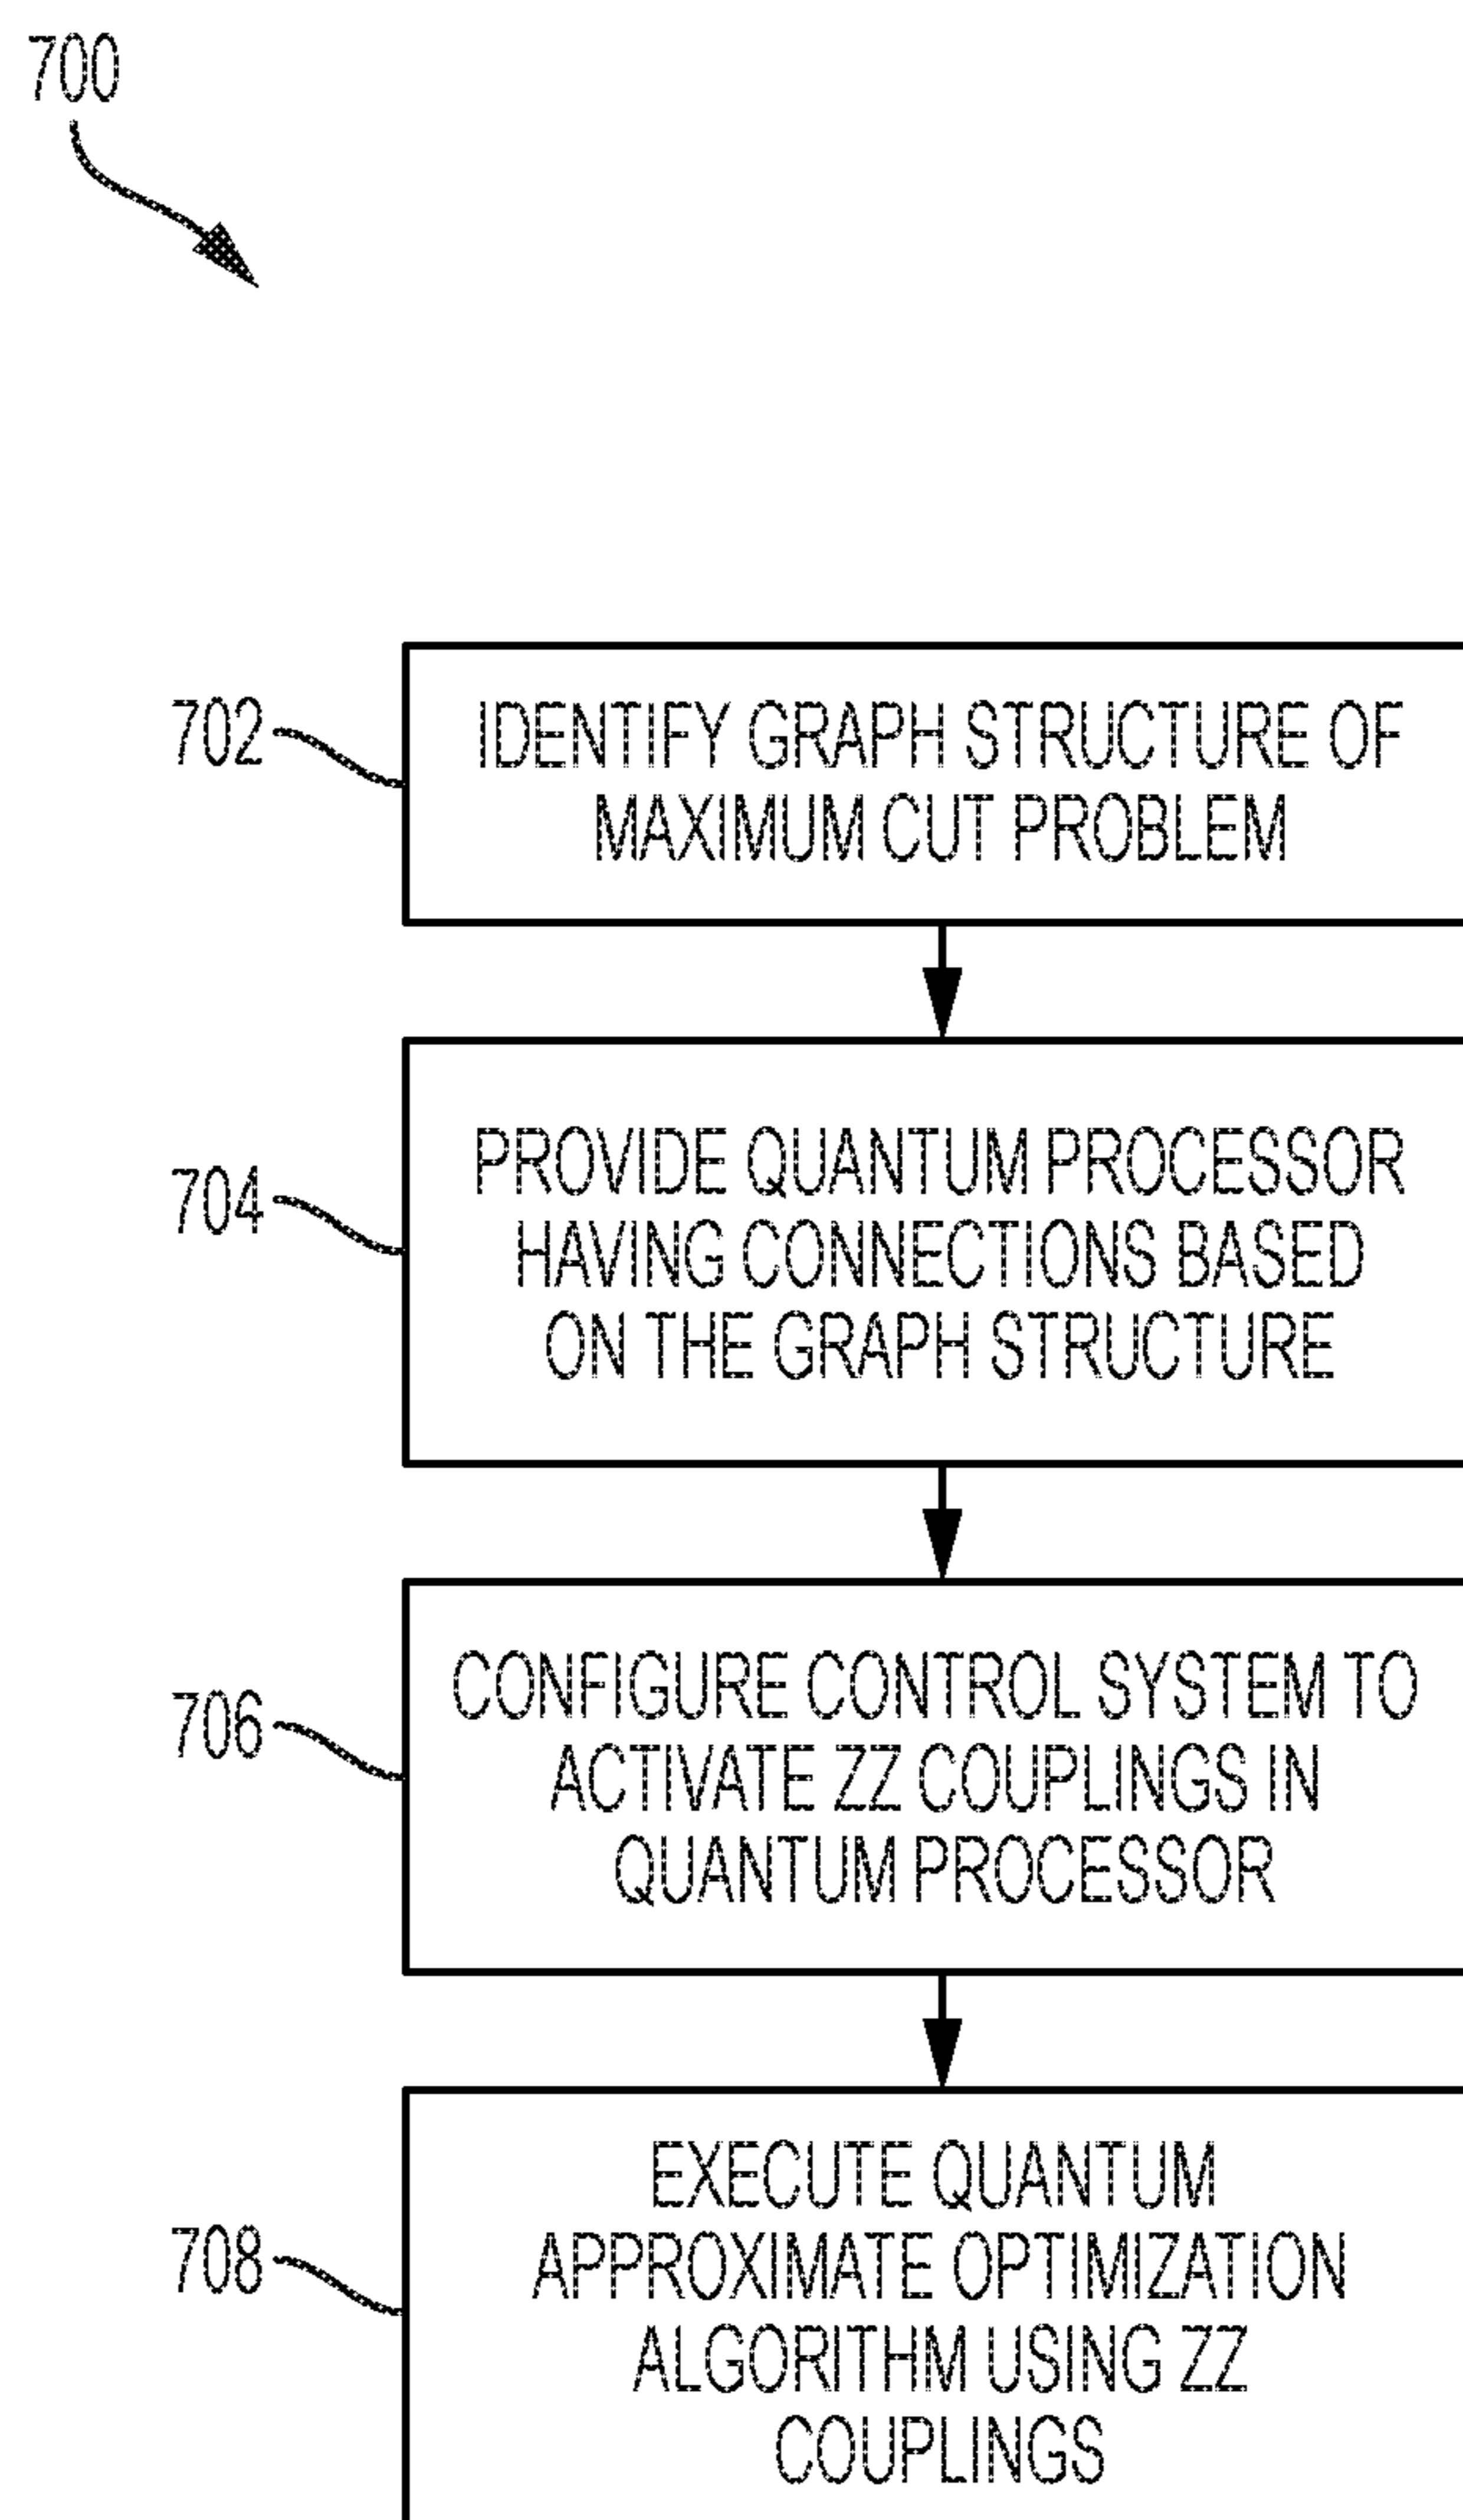 700
702
IDENTIFY GRAPH STRUCTURE OF
MAXIMUM CUT PROBLEM
704
PROVIDE QUANTUM PROCESSOR
HAVING CONNECTIONS BASED
ON THE GRAPH STRUCTURE
706
CONFIGURE CONTROL SYSTEM TO
ACTIVATE ZZ COUPLINGS IN
QUANTUM PROCESSOR
708
EXECUTE QUANTUM
APPROXIMATE OPTIMIZATION
ALGORITHM USING ZZ
COUPLINGS